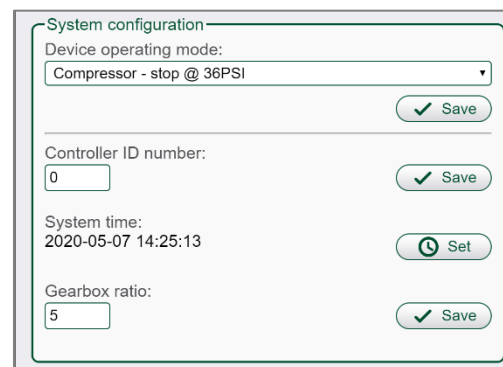 System configuration
Device operating mode:
Compressor - stop @ 36PSI
Save
Controller ID number:
0
Save
System time:
2020-05-07 14:25:13
Set
Gearbox ratio:
5
Save